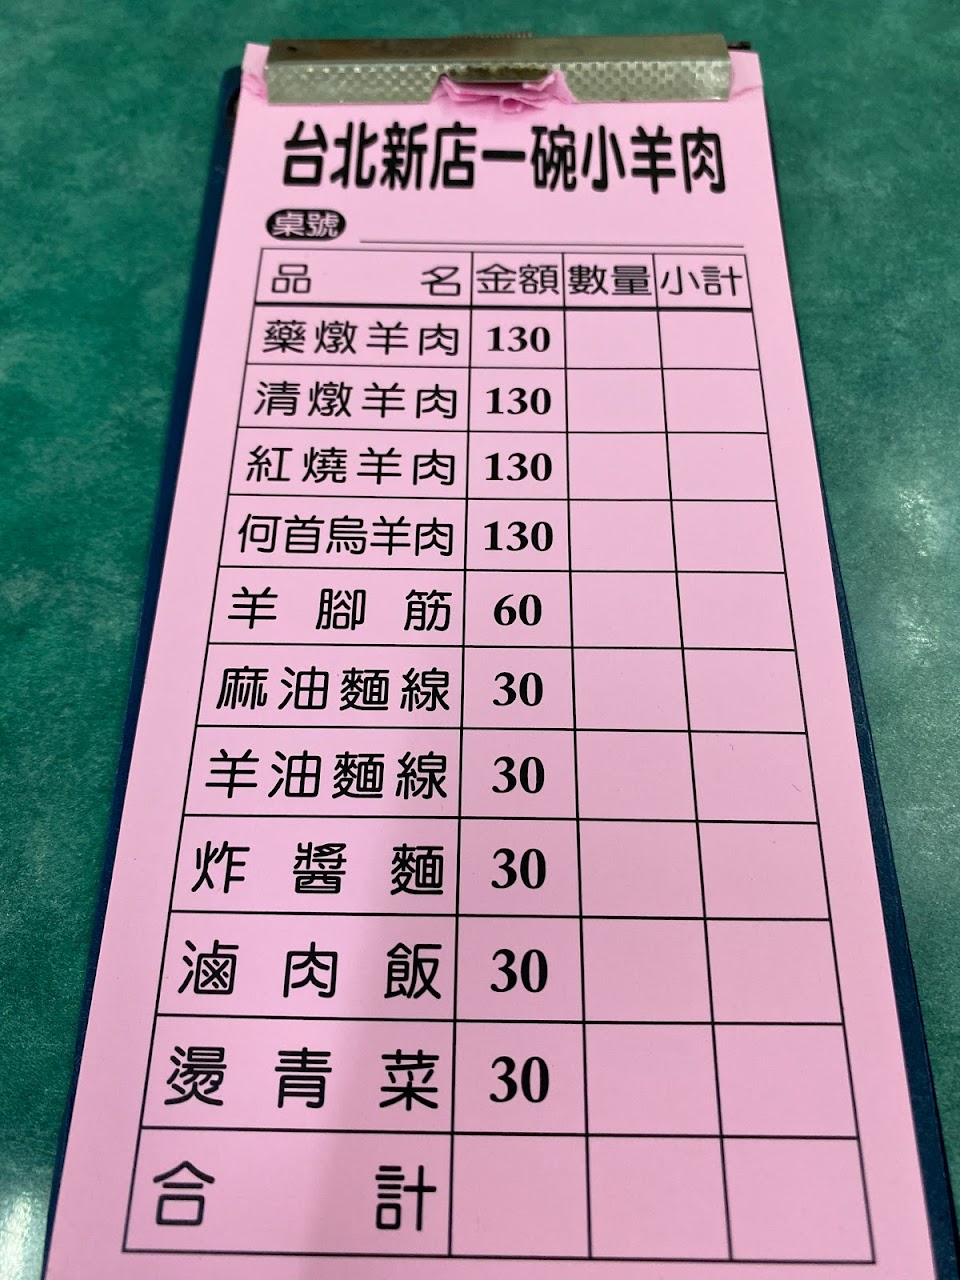 台北新店一碗小羊肉
桌號
品名 金額 數量 小計
藥燉羊肉 130
清燉羊肉 130
紅燒羊肉 130
何首烏羊肉 130
羊腳筋 60
麻油麵線 30
羊油麵線 30
炸醬麵 30
滷肉飯 30
燙青菜 30
合計